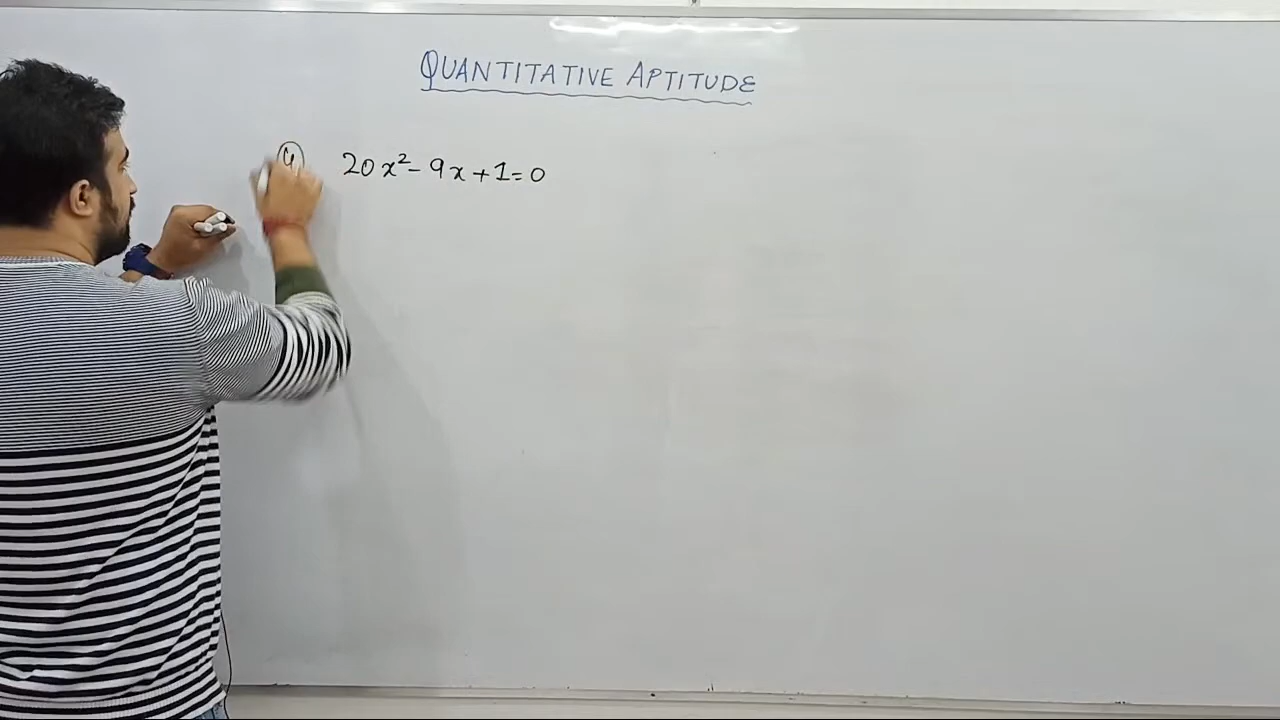 QUANTITATIVE APTITUDE
20x² - 9x + 1 = 0